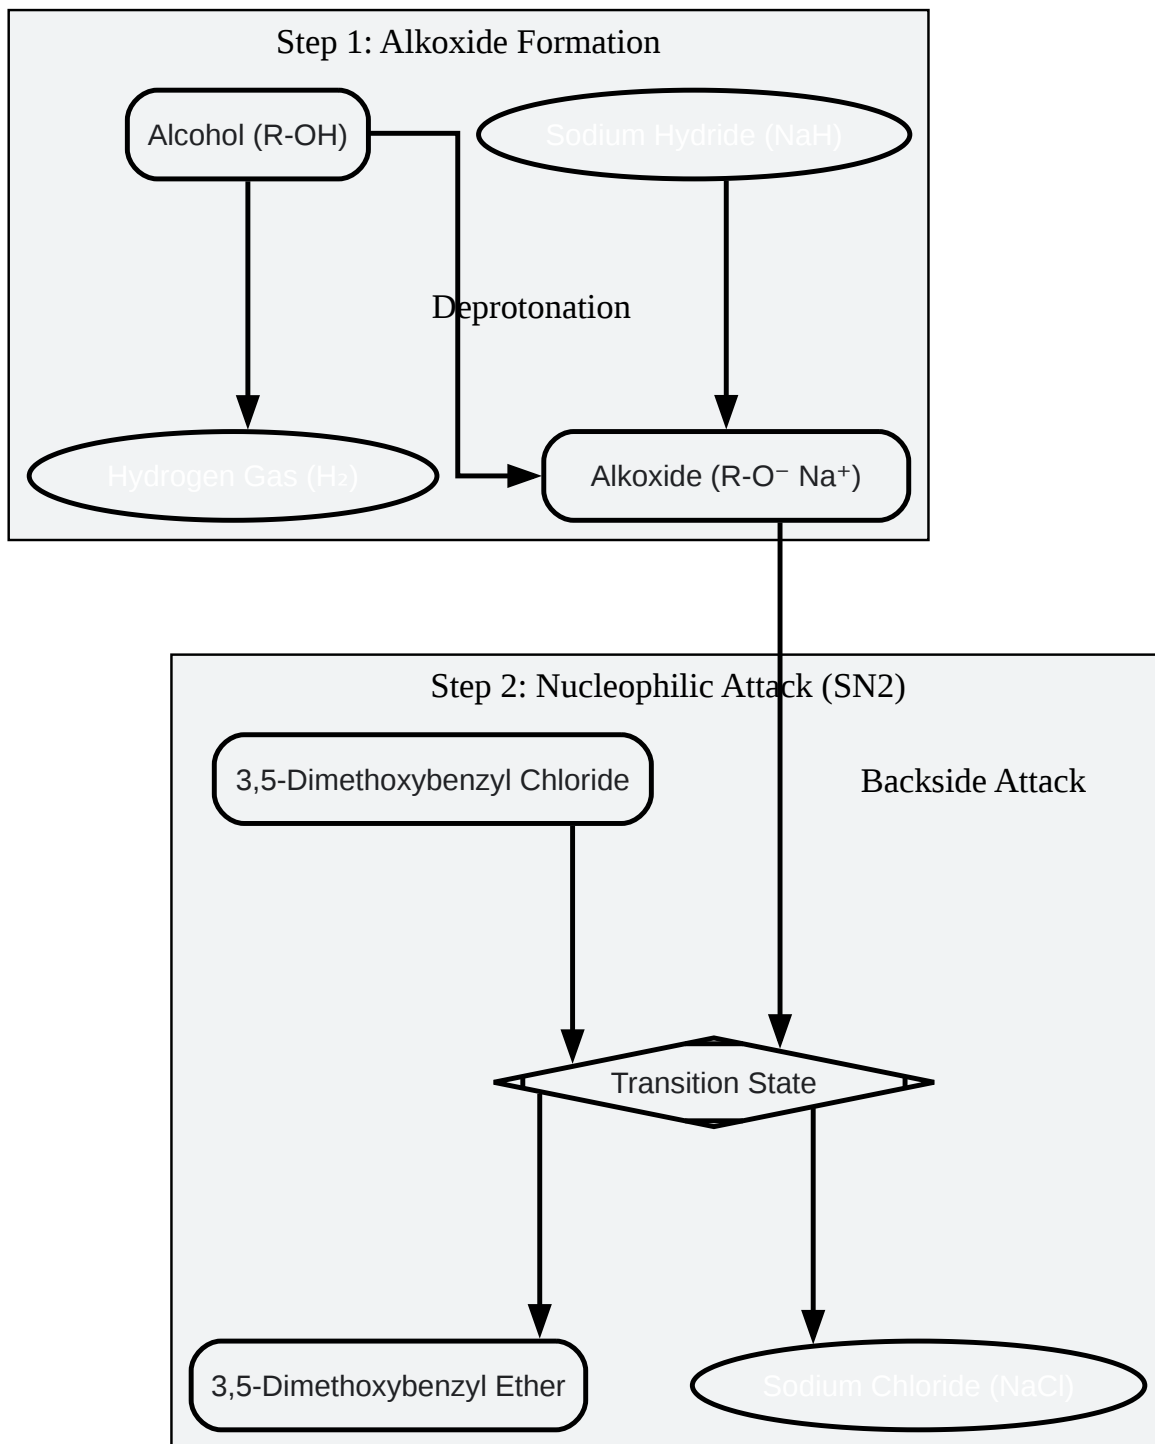 Step 1: Alkoxide Formation
Alcohol (R-OH)
Sodium Hydride (NaH)
Deprotonation
Hydrogen Gas (H₂)
Alkoxide (R-O⁻ Na⁺)
Step 2: Nucleophilic Attack (SN2)
3,5-Dimethoxybenzyl Chloride
Backside Attack
Transition State
3,5-Dimethoxybenzyl Ether
Sodium Chloride (NaCl)